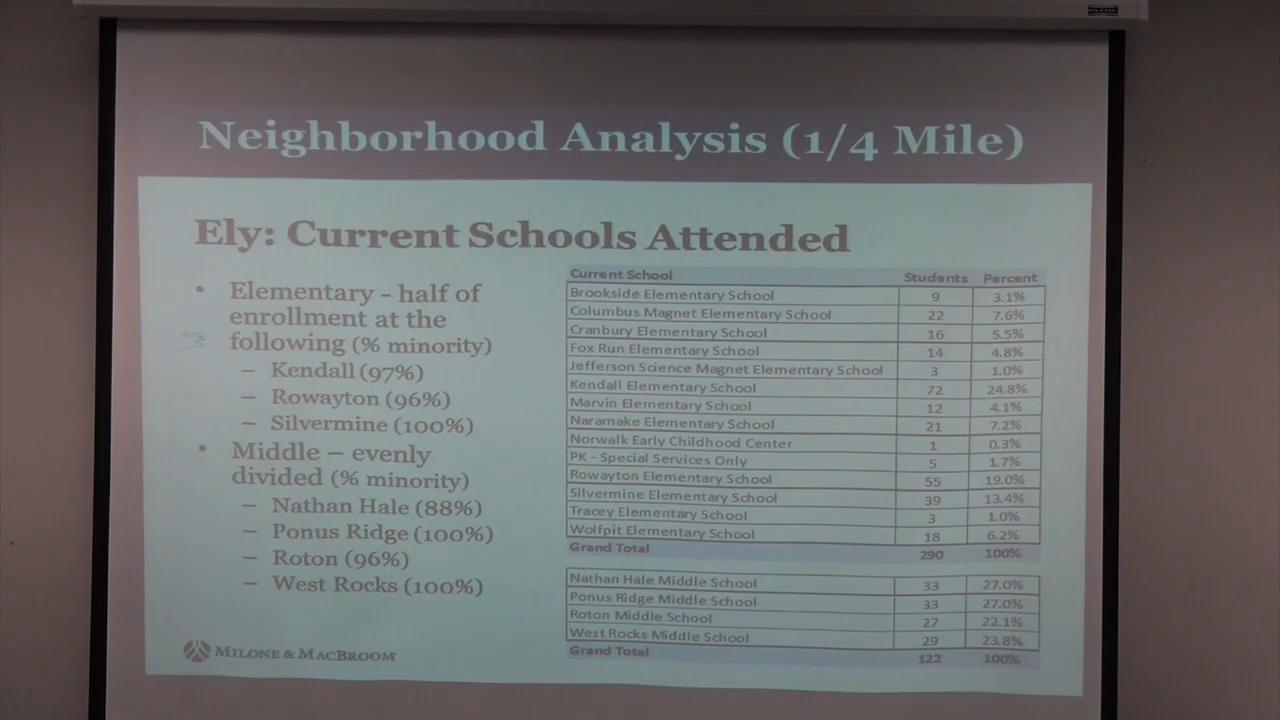 Neighborhood Analysis (1/4 Mile)
Ely: Current Schools Attended
• Elementary - half of
enrollment at the
following (% minority)
– Kendall (97%)
– Rowayton (96%)
– Silvermine (100%)
• Middle – evenly
divided (% minority)
– Nathan Hale (88%)
– Ponus Ridge (100%)
– Roton (96%)
– West Rocks (100%)
Current School Students Percent
Brookside Elementary School 9 3.1%
Columbus Magnet Elementary School 22 7.6%
Cranbury Elementary School 16 5.5%
Fox Run Elementary School 14 4.8%
Jefferson Science Magnet Elementary School 3 1.0%
Kendall Elementary School 72 24.8%
Marvin Elementary School 12 4.1%
Naramake Elementary School 21 7.2%
Norwalk Early Childhood Center 1 0.3%
PK - Special Services Only 5 1.7%
Rowayton Elementary School 55 19.0%
Silvermine Elementary School 39 13.4%
Tracey Elementary School 3 1.0%
Wolfpit Elementary School 18 6.2%
Grand Total 290 100%
Nathan Hale Middle School 33 27.0%
Ponus Ridge Middle School 33 27.0%
Roton Middle School 27 22.1%
West Rocks Middle School 29 23.8%
Grand Total 122 100%
MILONE & MACBROOM